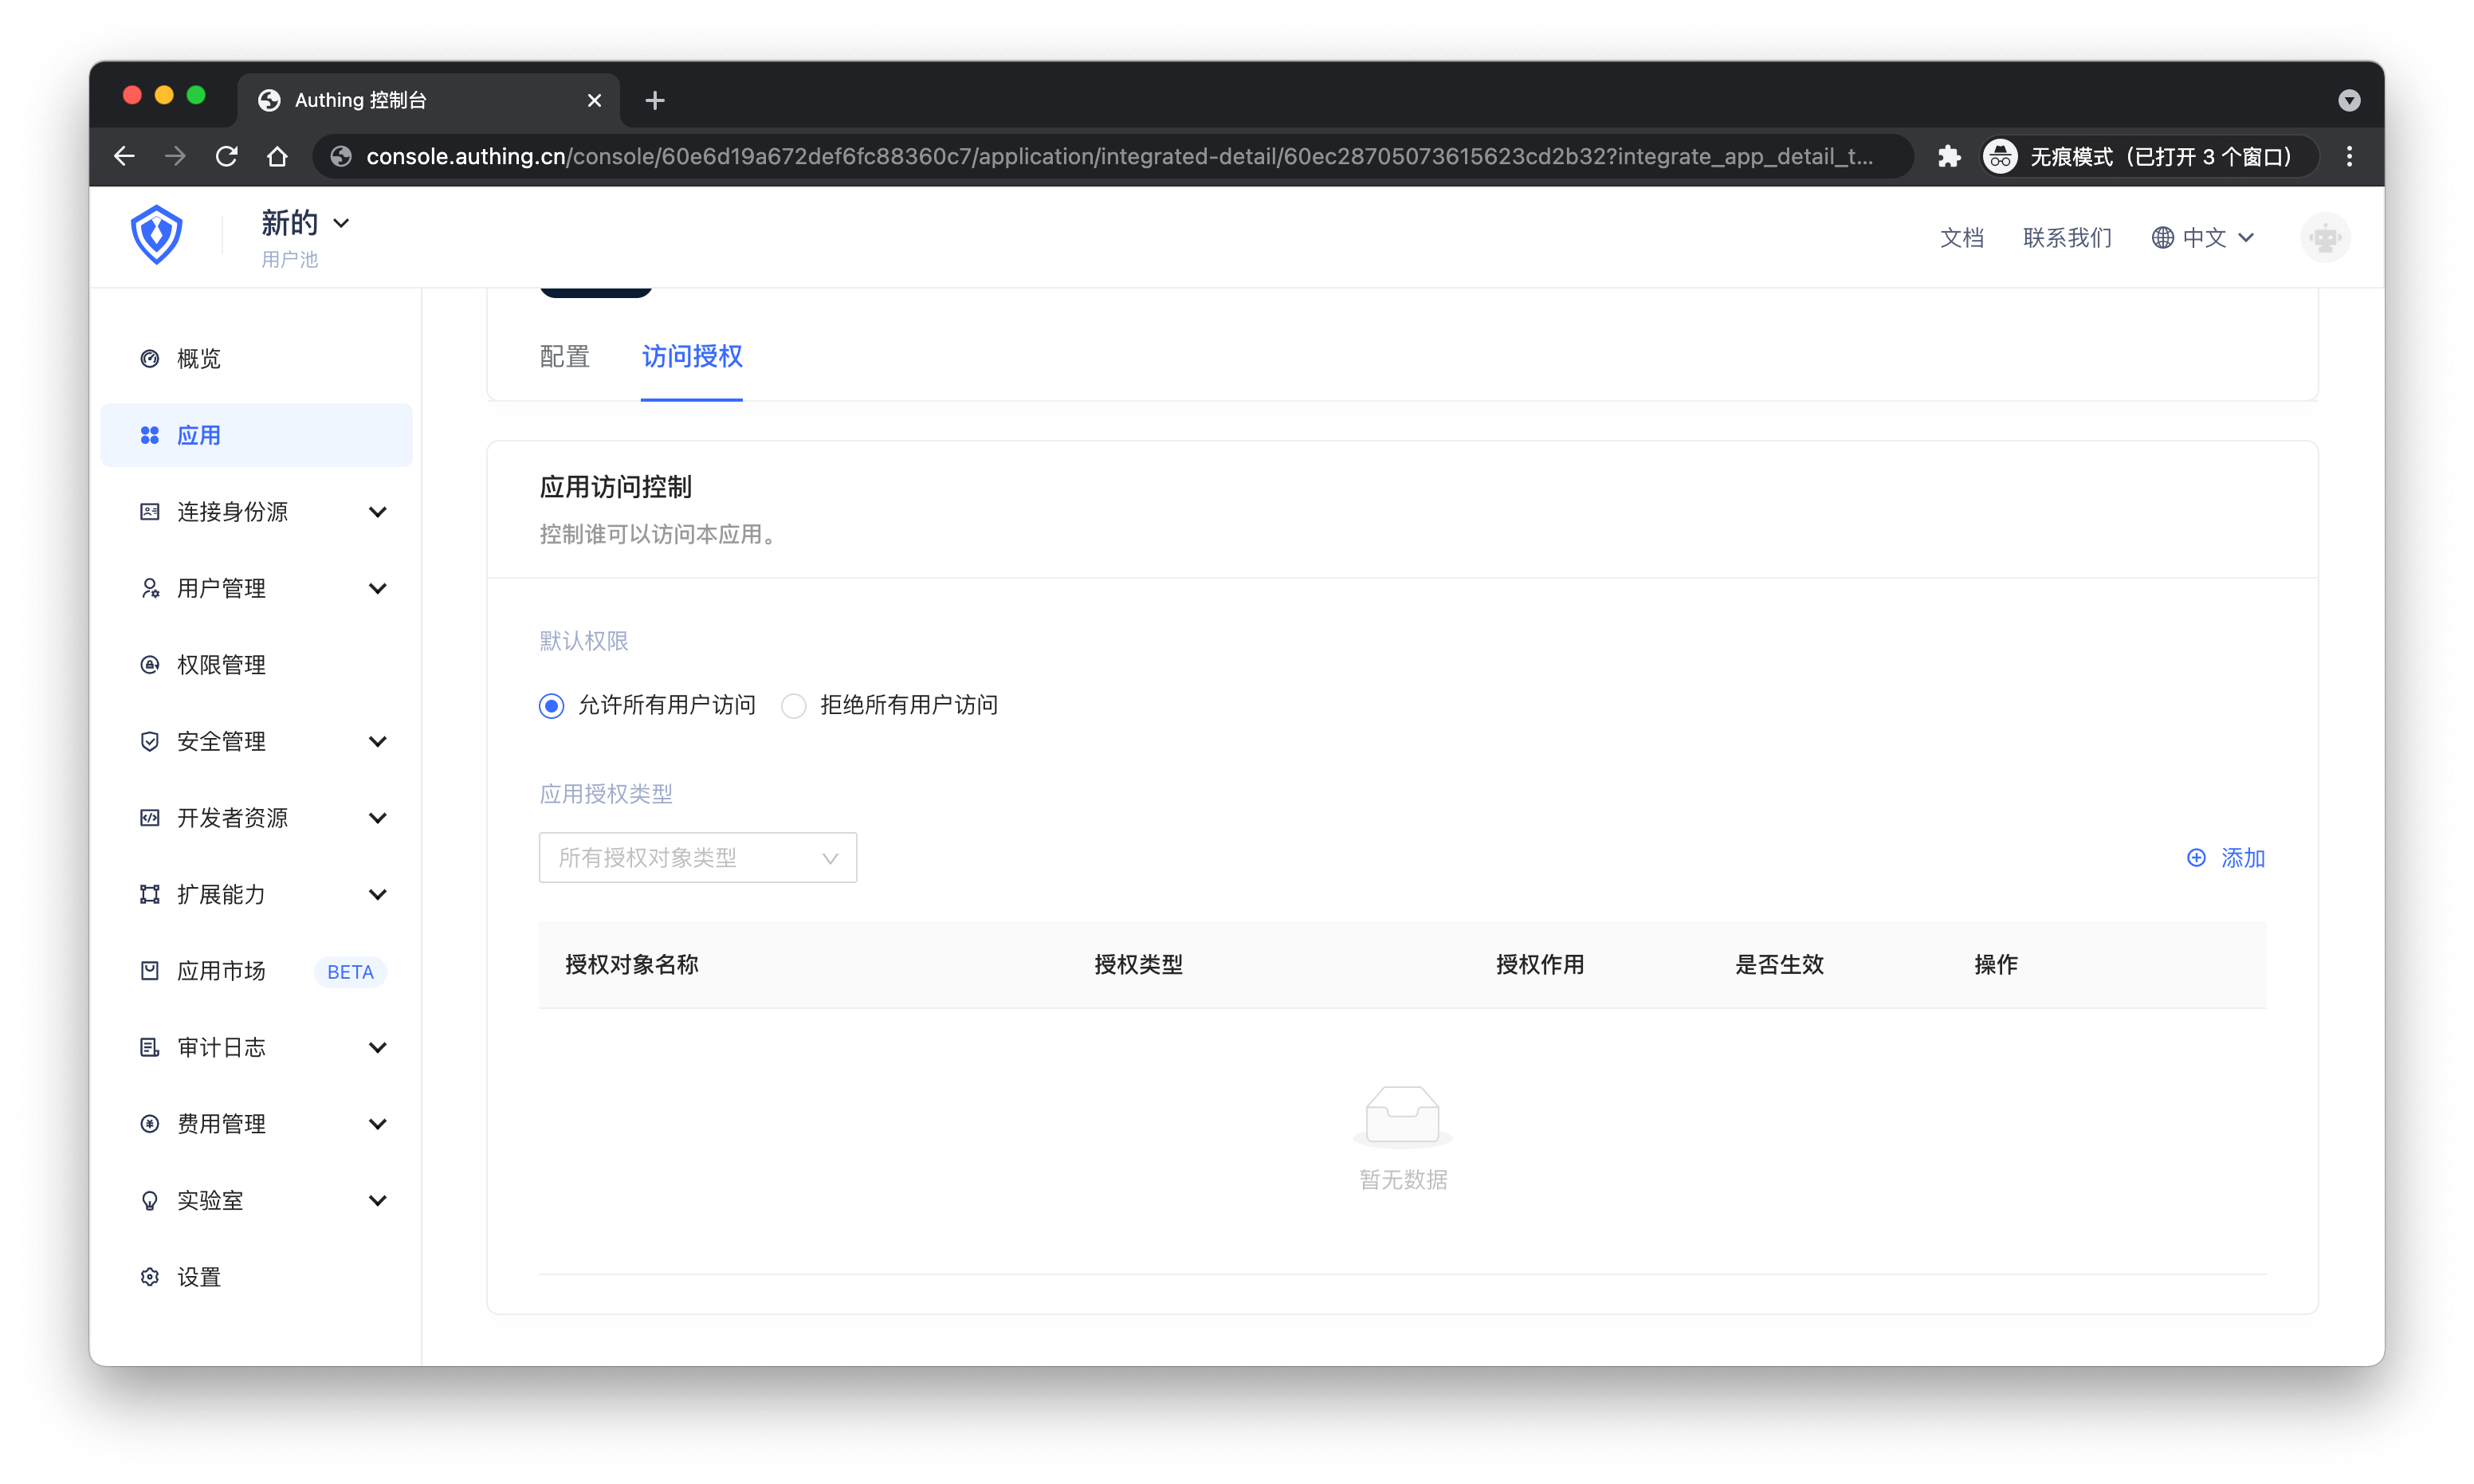 Authing 控制台
console.authing.cn/console/60e6d19a672def6fc88360c7/application/integrated-detail/60ec28705073615623cd2b32?integrate_app_detail_t...
无痕模式（已打开 3 个窗口）
新的
用户池
文档
联系我们
中文
概览
应用
连接身份源
用户管理
权限管理
安全管理
开发者资源
扩展能力
应用市场 BETA
审计日志
费用管理
实验室
设置
配置 访问授权
应用访问控制
控制谁可以访问本应用。
默认权限
允许所有用户访问 拒绝所有用户访问
应用授权类型
所有授权对象类型
添加
授权对象名称 授权类型 授权作用 是否生效 操作
暂无数据